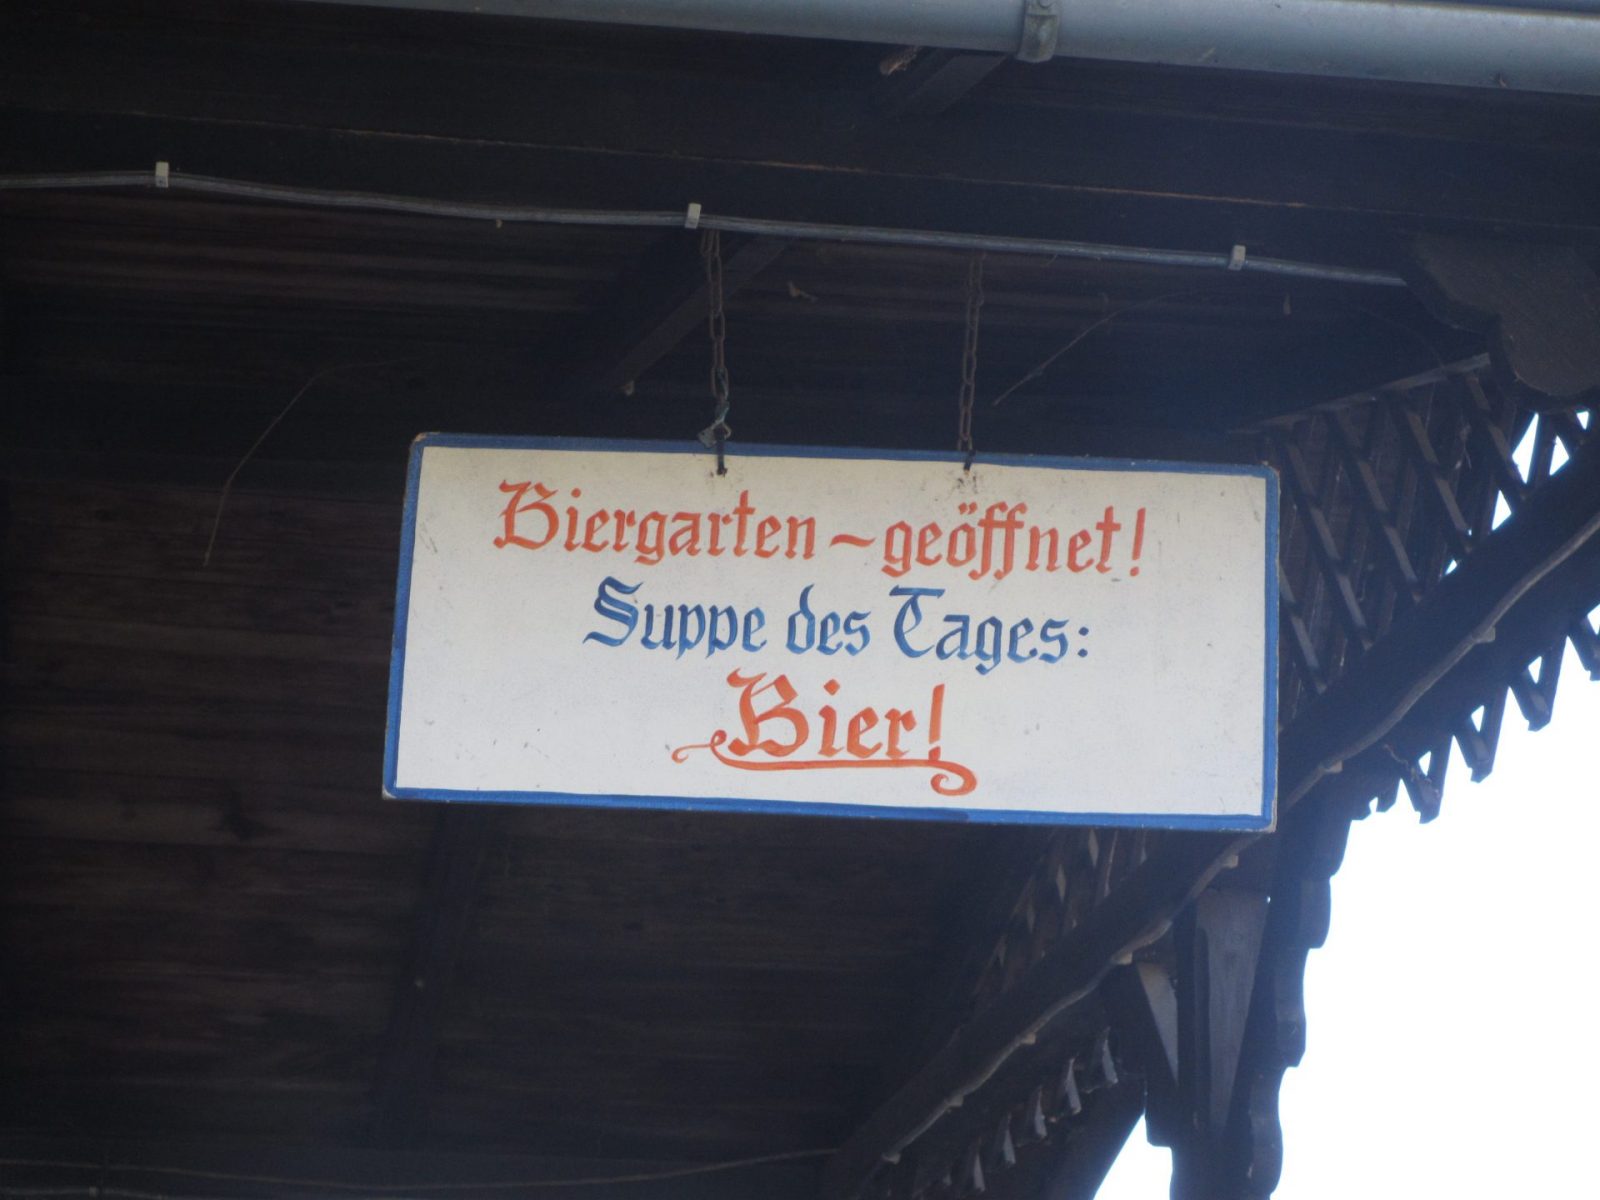 Biergarten ~ geöffnet!
Suppe des Tages:
Bier!